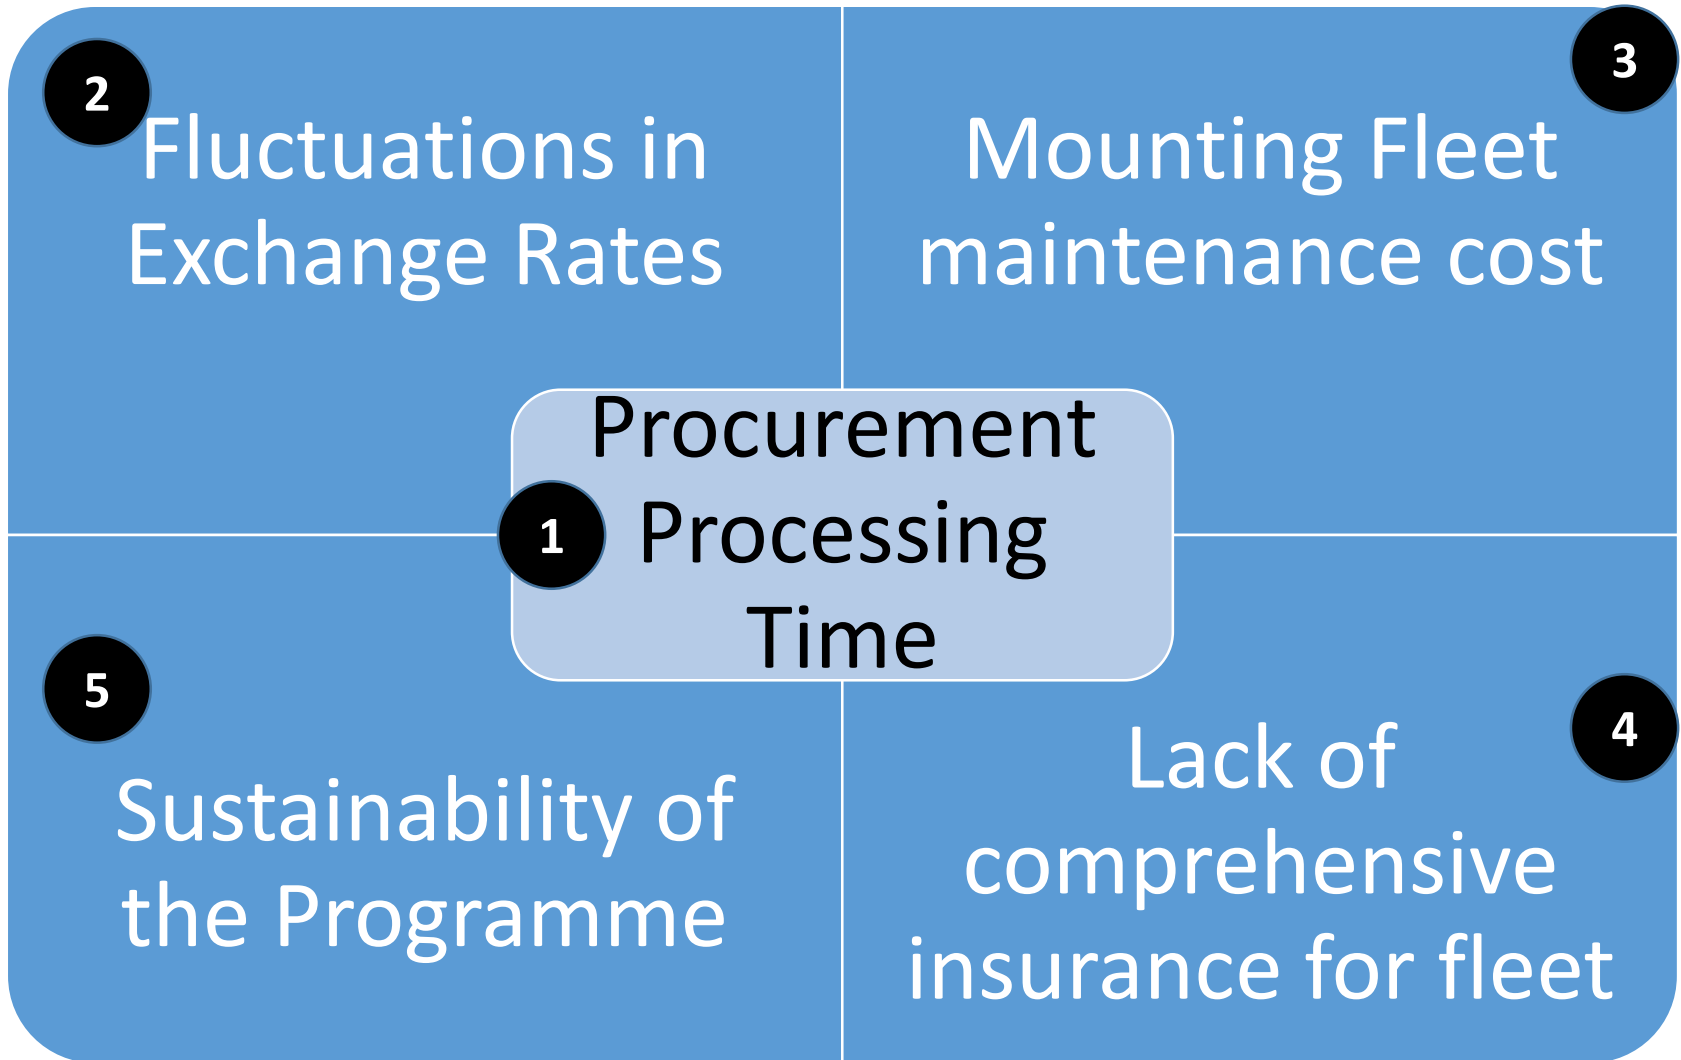 2
Fluctuations in
Exchange Rates
3
Mounting Fleet
maintenance cost
1
Procurement
Processing
Time
5
Sustainability of
the Programme
4
Lack of
comprehensive
insurance for fleet